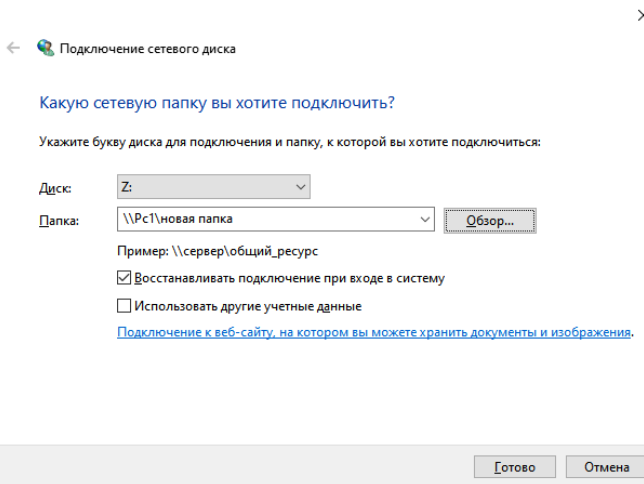 Подключение сетевого диска
Какую сетевую папку вы хотите подключить?
Укажите букву диска для подключения и папку, к которой вы хотите подключиться:
Диск: Z:
Папка: \\Pc1\новая папка Обзор...
Пример: \\сервер\общий_ресурс
Восстанавливать подключение при входе в систему
Использовать другие учетные данные
Подключение к веб-сайту, на котором вы можете хранить документы и изображения.
Готово Отмена